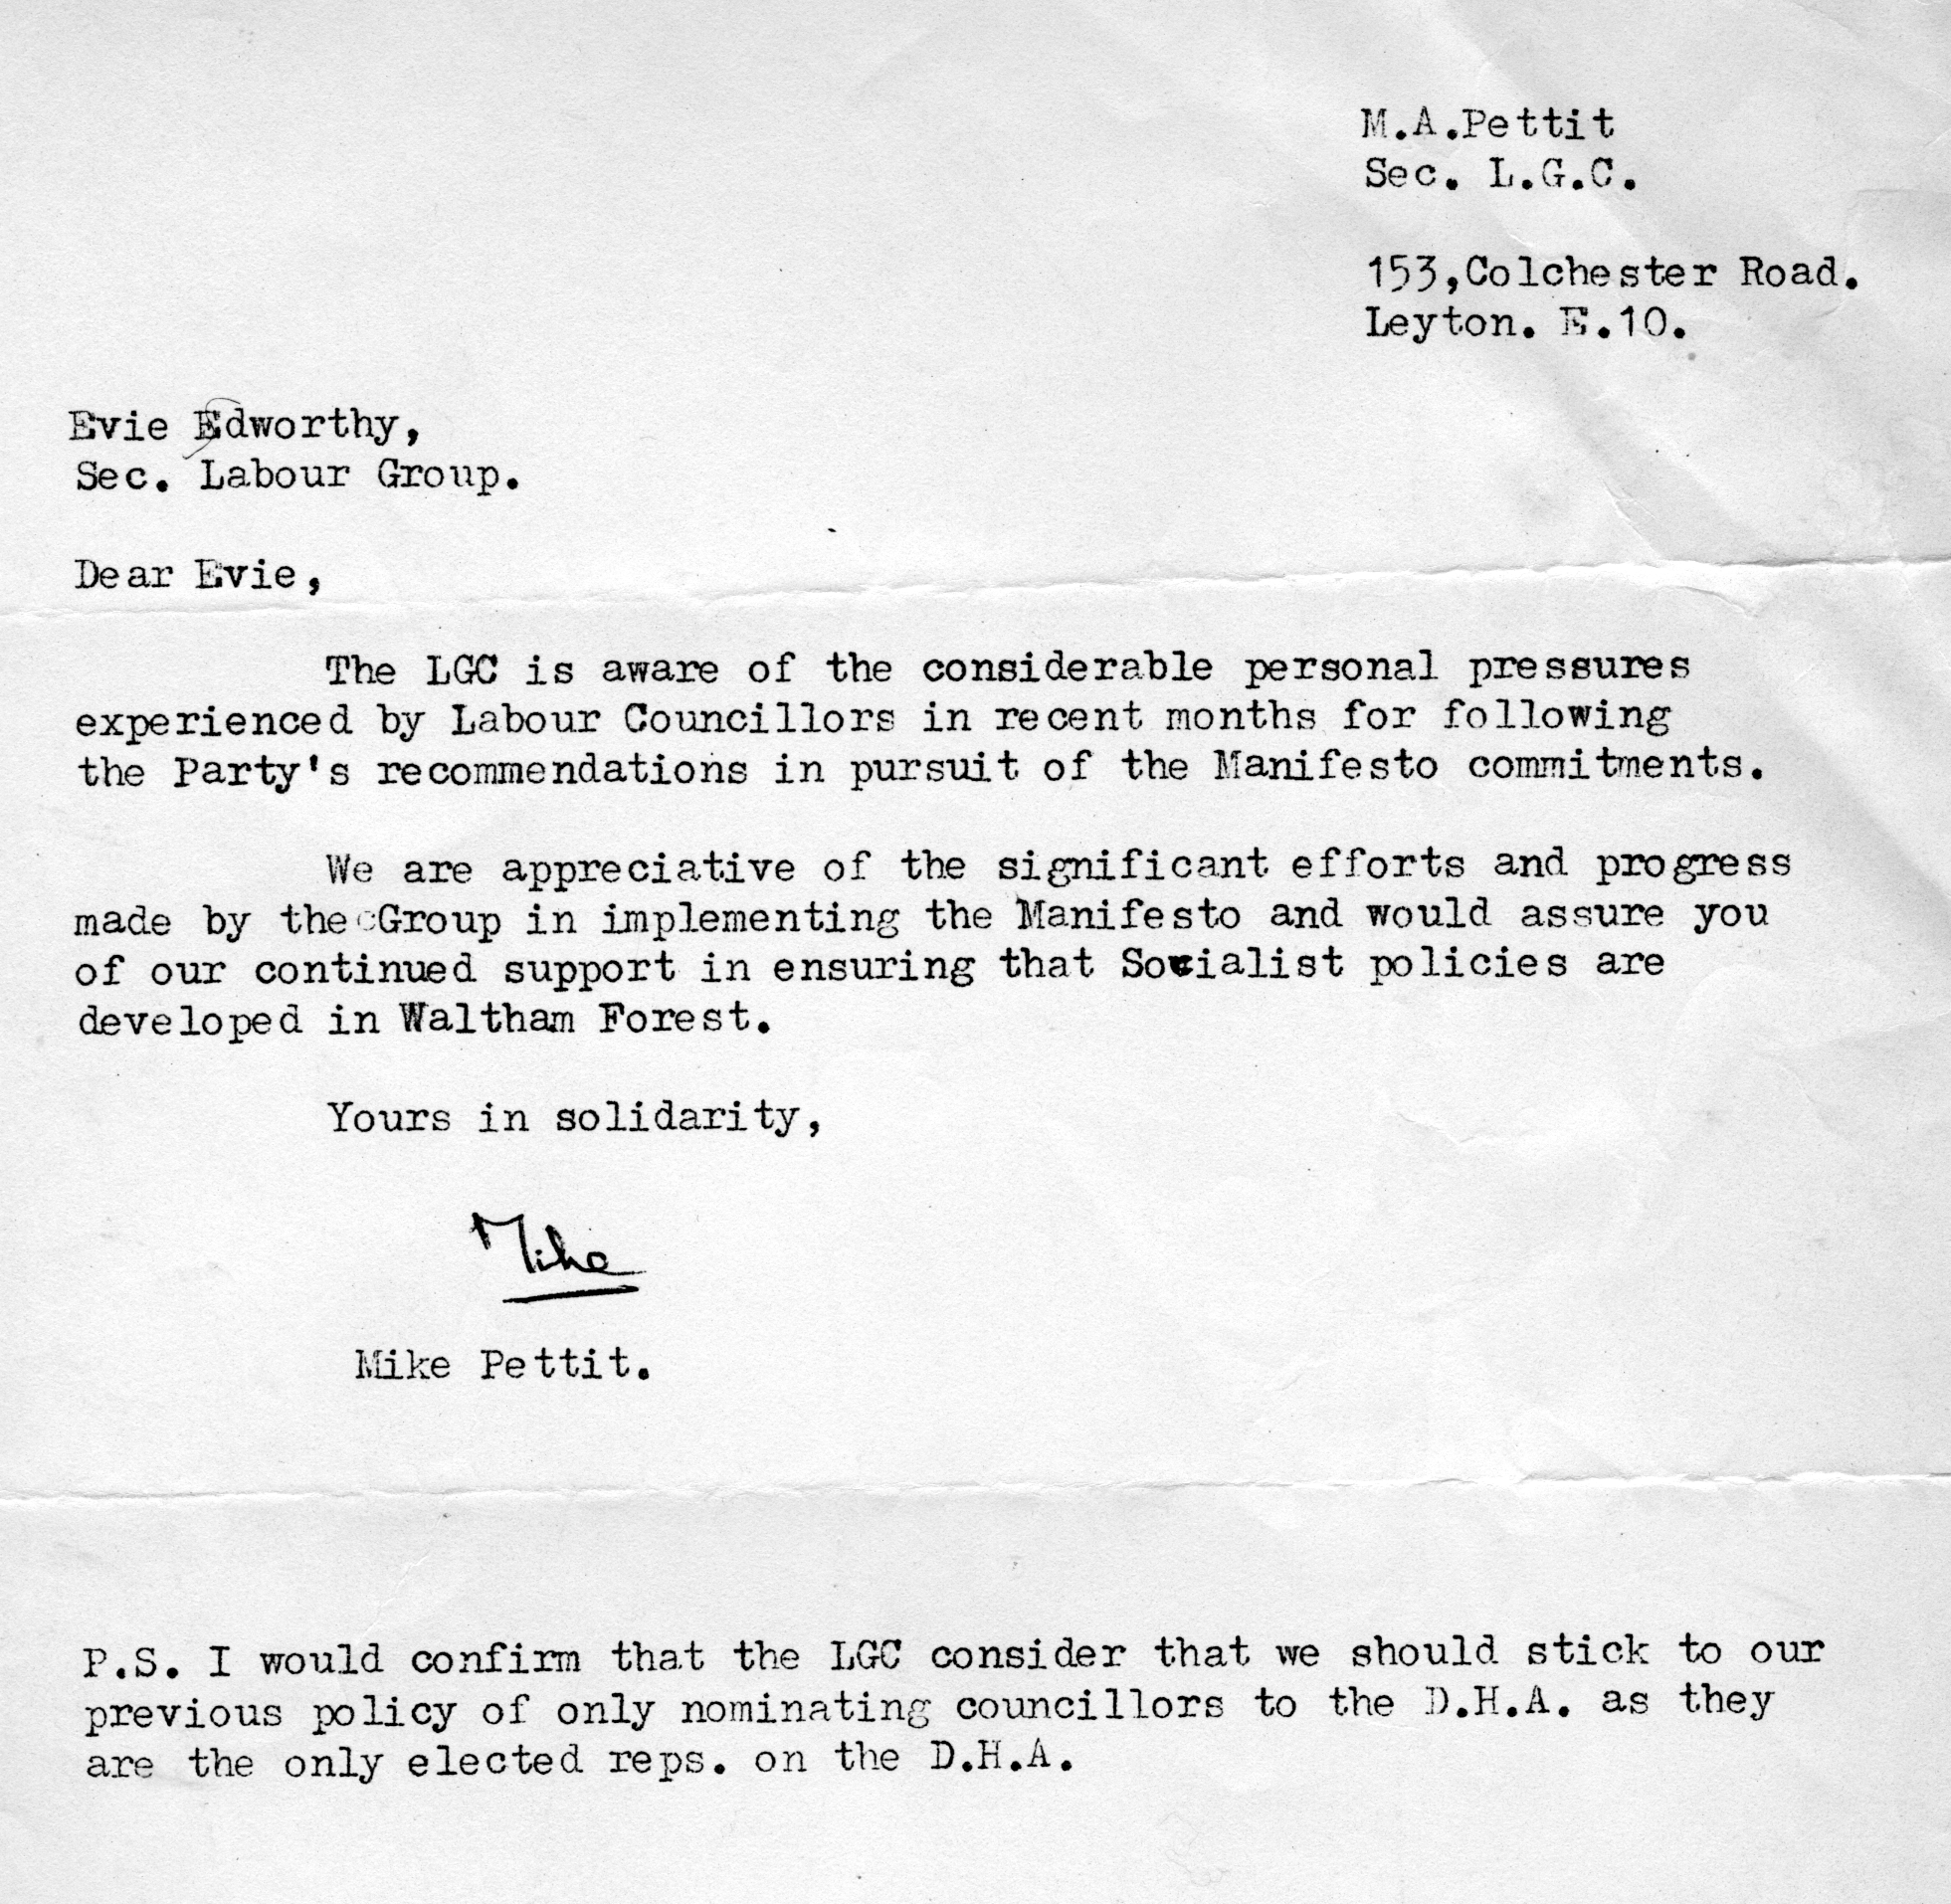 M.A.Pettit
Sec. L.G.C.
153,Colchester Road.
Leyton. E.10.
Evie Edworthy,
Sec. Labour Group.
Dear Evie,
The LGC is aware of the considerable personal pressures
experienced by Labour Councillors in recent months for following
the Party's recommendations in pursuit of the Manifesto commitments.
We are appreciative of the significant efforts and progress
made by the Group in implementing the Manifesto and would assure you
of our continued support in ensuring that Socialist policies are
developed in Waltham Forest.
Yours in solidarity,
Mike
Mike Pettit.
P.S. I would confirm that the LGC consider that we should stick to our
previous policy of only nominating councillors to the D.H.A. as they
are the only elected reps. on the D.H.A.